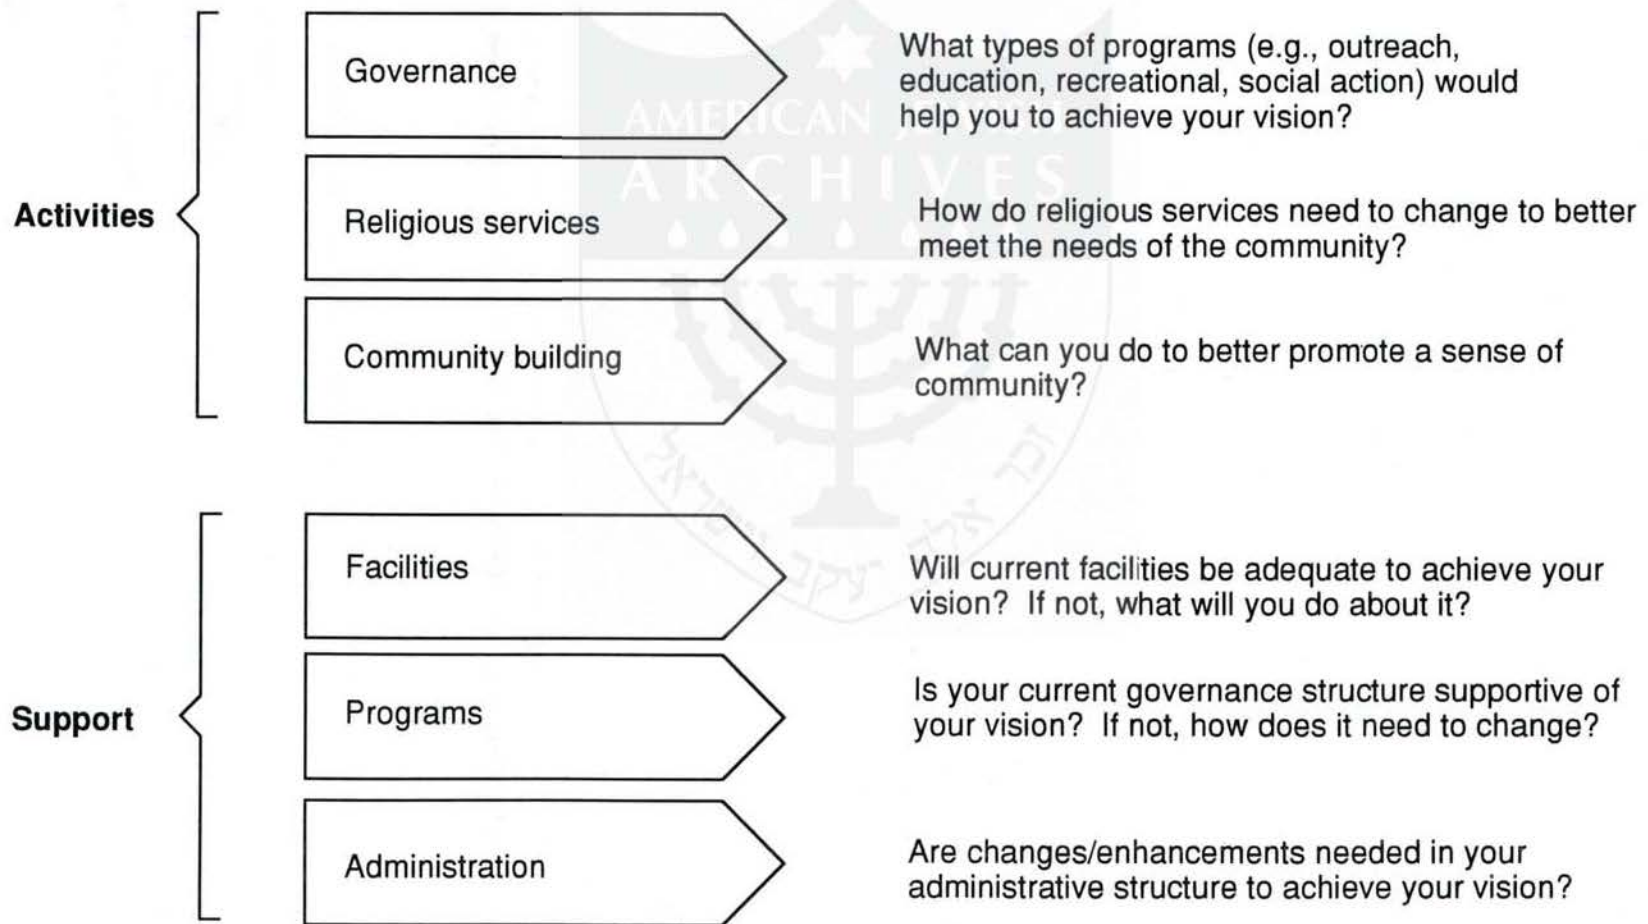 Activities
Governance
What types of programs (e.g., outreach,
education, recreational, social action) would
help you to achieve your vision?
Religious services
How do religious services need to change to better
meet the needs of the community?
Community building
What can you do to better promote a sense of
community?
AMERICAN JEWISH
ARCHIVES
זכר אלה יעקב וישראל
Support
Facilities
Will current facilities be adequate to achieve your
vision? If not, what will you do about it?
Programs
Is your current governance structure supportive of
your vision? If not, how does it need to change?
Administration
Are changes/enhancements needed in your
administrative structure to achieve your vision?